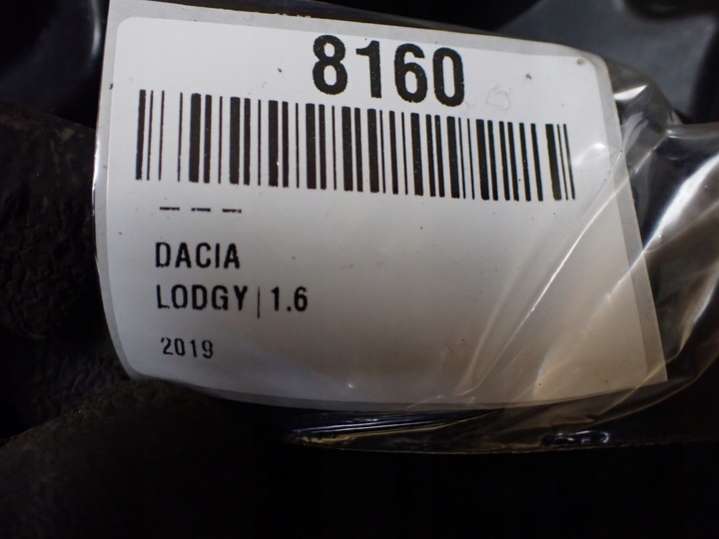 8160
– – –
DACIA
LODGY | 1.6
2019